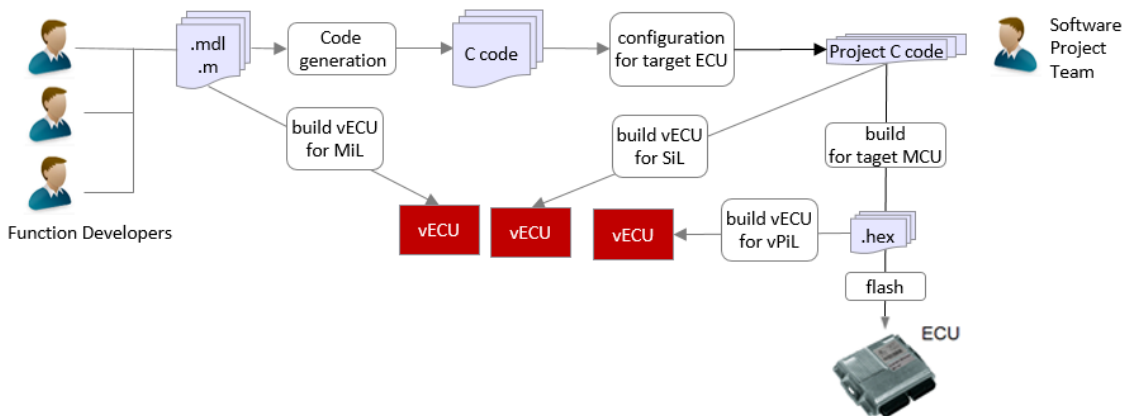 .mdl
.m
Code
generation
C code
configuration
for target ECU
Project C code
Software
Project
Team
build vECU
for MiL
build vECU
for SiL
build
for taget MCU
Function Developers
vECU
vECU
vECU
build vECU
for vPiL
.hex
flash
ECU